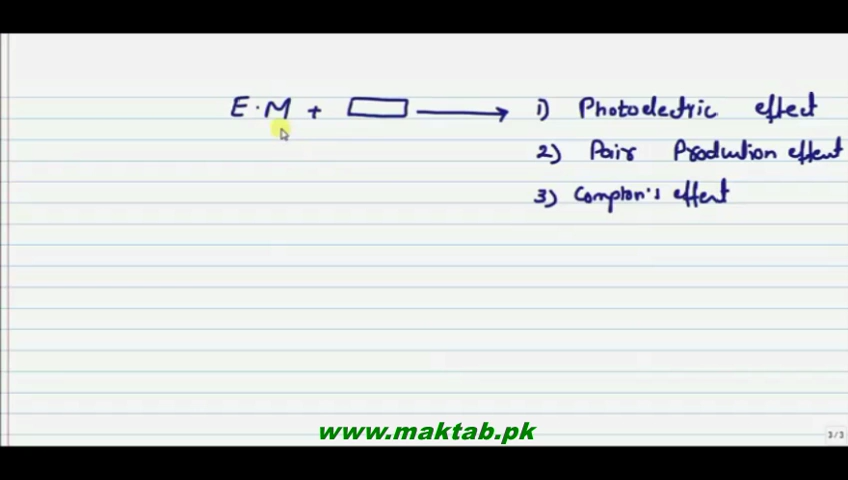 E.M + → 1) Photoelectric effect
2) Pair Production effect
3) Compton's effect
www.maktab.pk
3/3